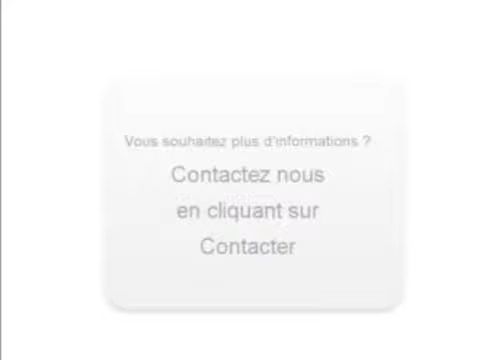 Vous souhaitez plus d'informations ?
Contactez nous
en cliquant sur
Contacter